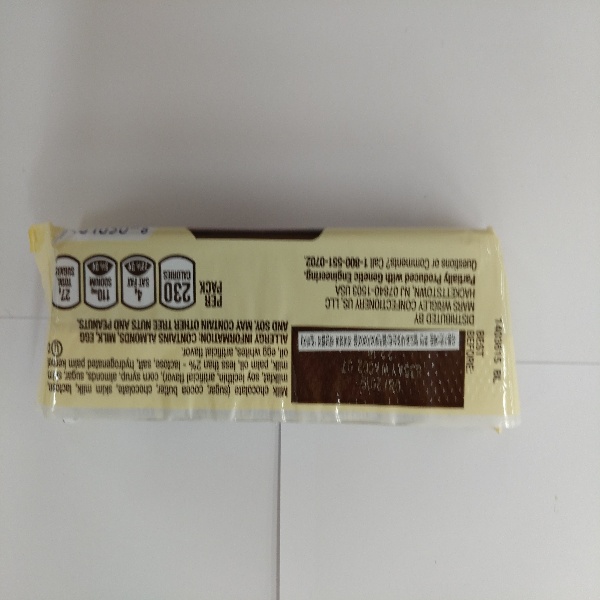 Milk chocolate (sugar, cocoa butter, chocolate, skim milk, lactose,
milkfat, soy lecithin, artificial flavor), corn syrup, almonds, sugar,
milk, palm oil, less than 2% - lactose, salt, hydrogenated palm kernel
egg whites, artificial flavor.
ALLERGY INFORMATION: CONTAINS ALMONDS, MILK, EGG
AND SOY. MAY CONTAIN OTHER TREE NUTS AND PEANUTS.
PER
PACK
230
CALORIES
4g
SAT FAT
110mg
SODIUM
TOTAL
SUGARS
BEST
BEFORE:
1403615 BL
DISTRIBUTED BY
MARS WRIGLEY CONFECTIONERY US, LLC
HACKETTSTOWN, NJ 07840-1503 USA
Partially Produced with Genetic Engineering.
Questions or Comments? Call 1-800-551-0702.